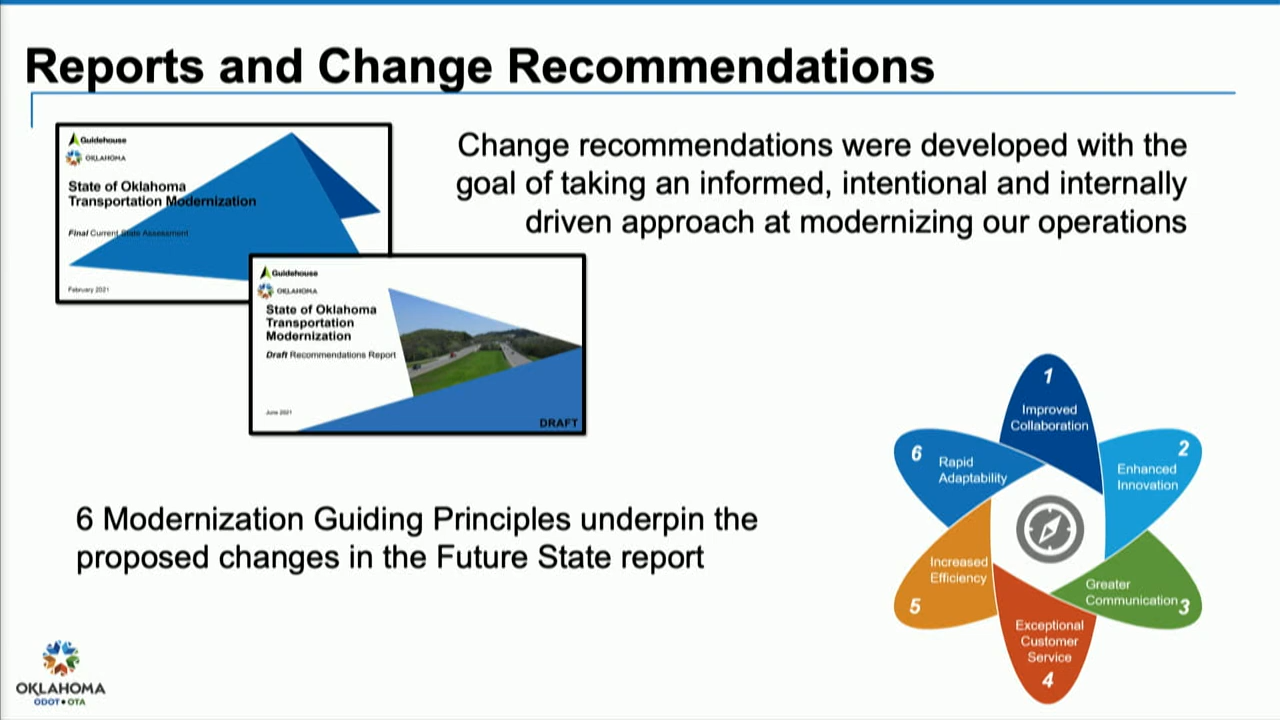 Reports and Change Recommendations
Guidehouse
OKLAHOMA
State of Oklahoma
Transportation Modernization
Final Current State Assessment
February 2021
Guidehouse
OKLAHOMA
State of Oklahoma
Transportation
Modernization
Draft Recommendations Report
June 2021
DRAFT
Change recommendations were developed with the
goal of taking an informed, intentional and internally
driven approach at modernizing our operations
6 Modernization Guiding Principles underpin the
proposed changes in the Future State report
1
Improved
Collaboration
2
Enhanced
Innovation
Greater
Communication 3
Exceptional
Customer
Service
4
Increased
Efficiency
5
6
Rapid
Adaptability
OKLAHOMA
ODOT • OTA